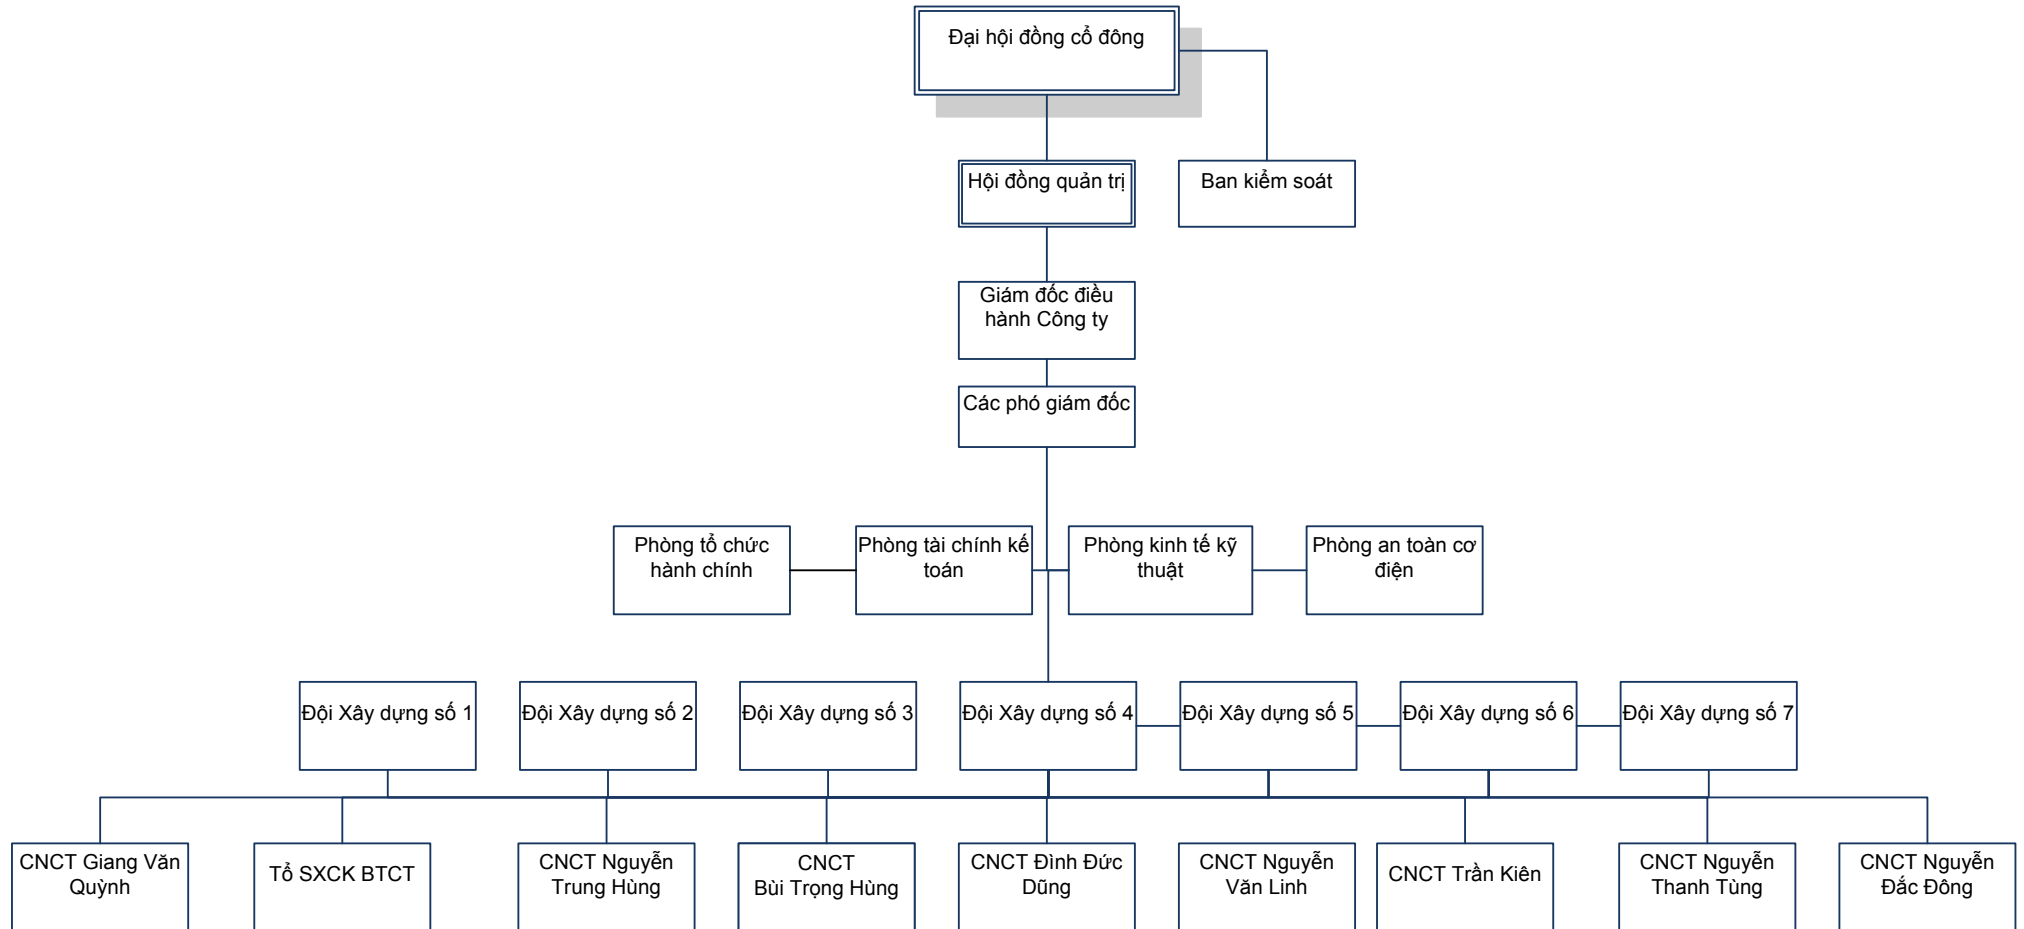 Đại hội đồng cổ đông
Hội đồng quản trị
Ban kiểm soát
Giám đốc điều
hành Công ty
Các phó giám đốc
Phòng tổ chức
hành chính
Phòng tài chính kế
toán
Phòng kinh tế kỹ
thuật
Phòng an toàn cơ
điện
Đội Xây dựng số 1
Đội Xây dựng số 2
Đội Xây dựng số 3
Đội Xây dựng số 4
Đội Xây dựng số 5
Đội Xây dựng số 6
Đội Xây dựng số 7
CNCT Giang Văn
Quỳnh
Tổ SXCK BTCT
CNCT Nguyễn
Trung Hùng
CNCT
Bùi Trọng Hùng
CNCT Đình Đức
Dũng
CNCT Nguyễn
Văn Linh
CNCT Trần Kiên
CNCT Nguyễn
Thanh Tùng
CNCT Nguyễn
Đắc Đông